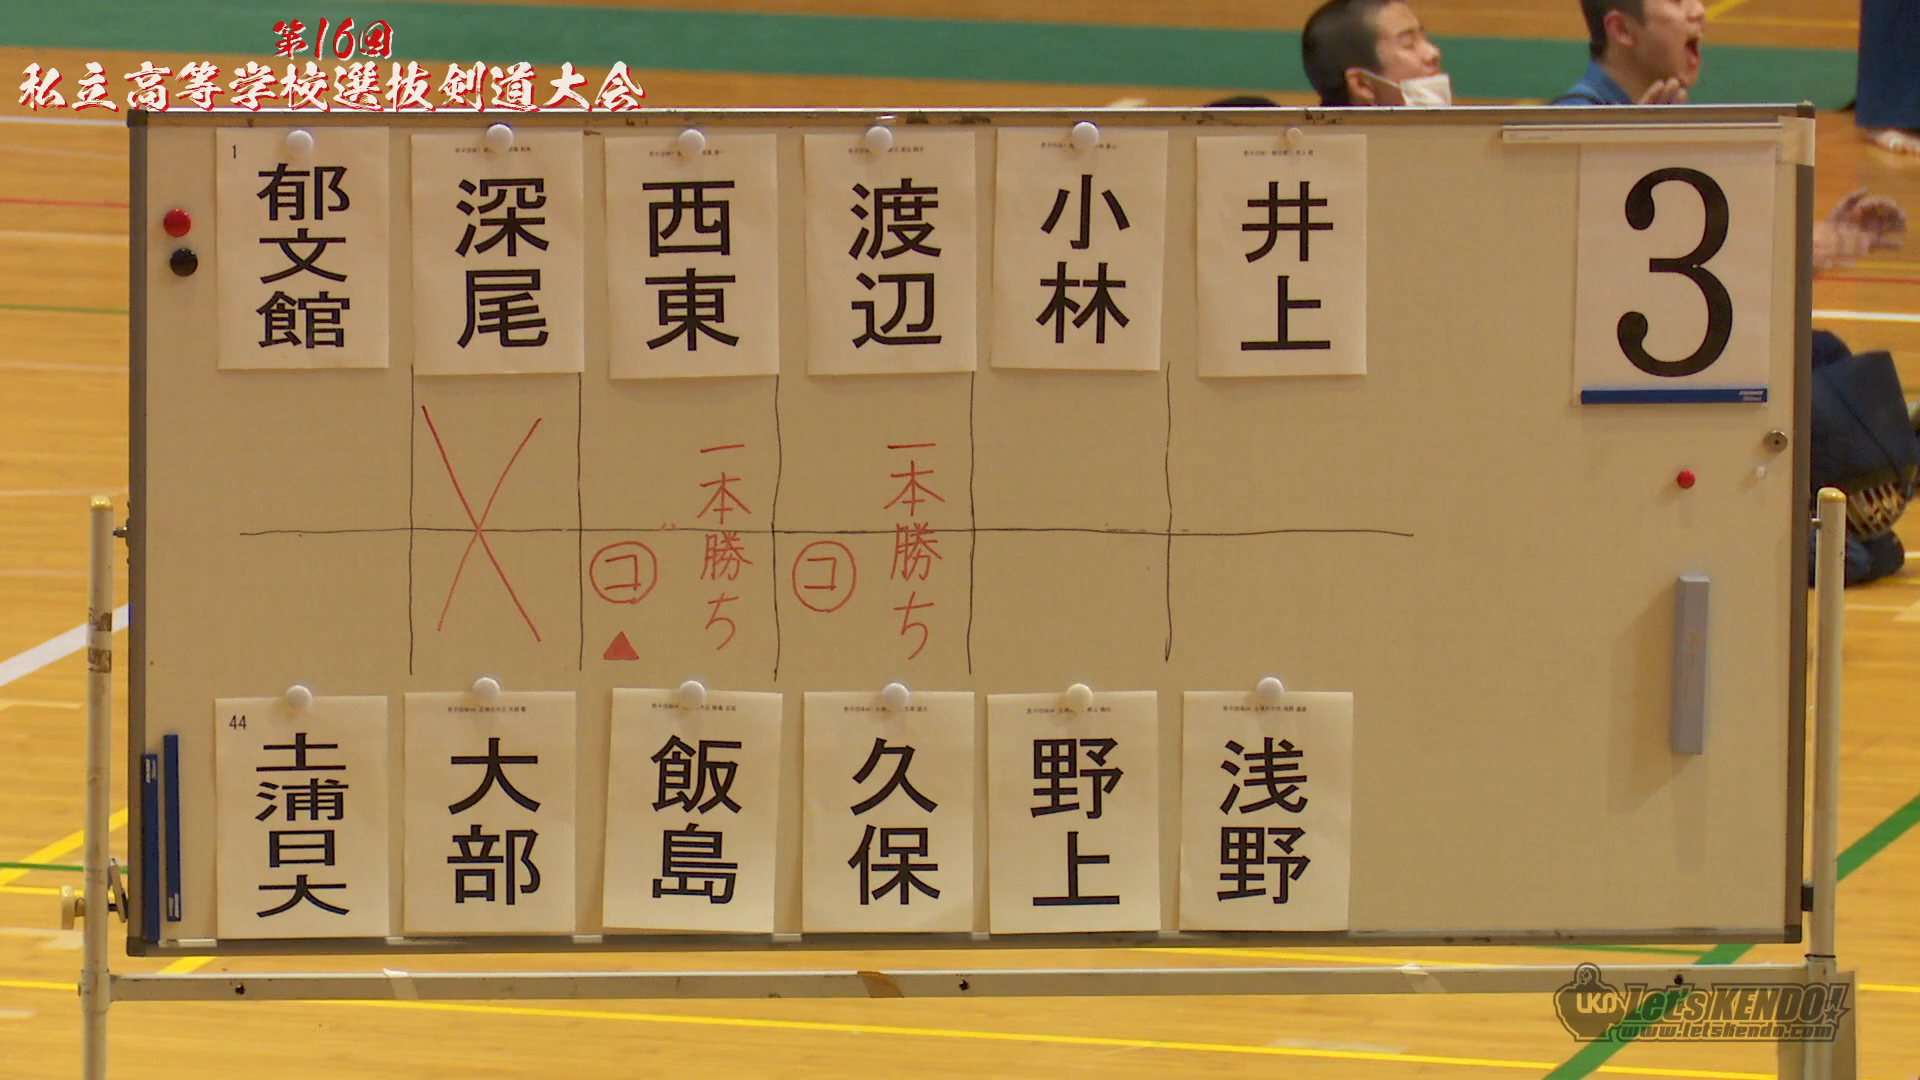 第16回
私立高等学校選抜剣道大会
1
郁文館
深尾
西東
渡辺
小林
井上
3
一本勝ち
一本勝ち
コ
コ
44
土浦日大
大部
飯島
久保
野上
浅野
LKD Let's KENDO!
www.letskendo.com